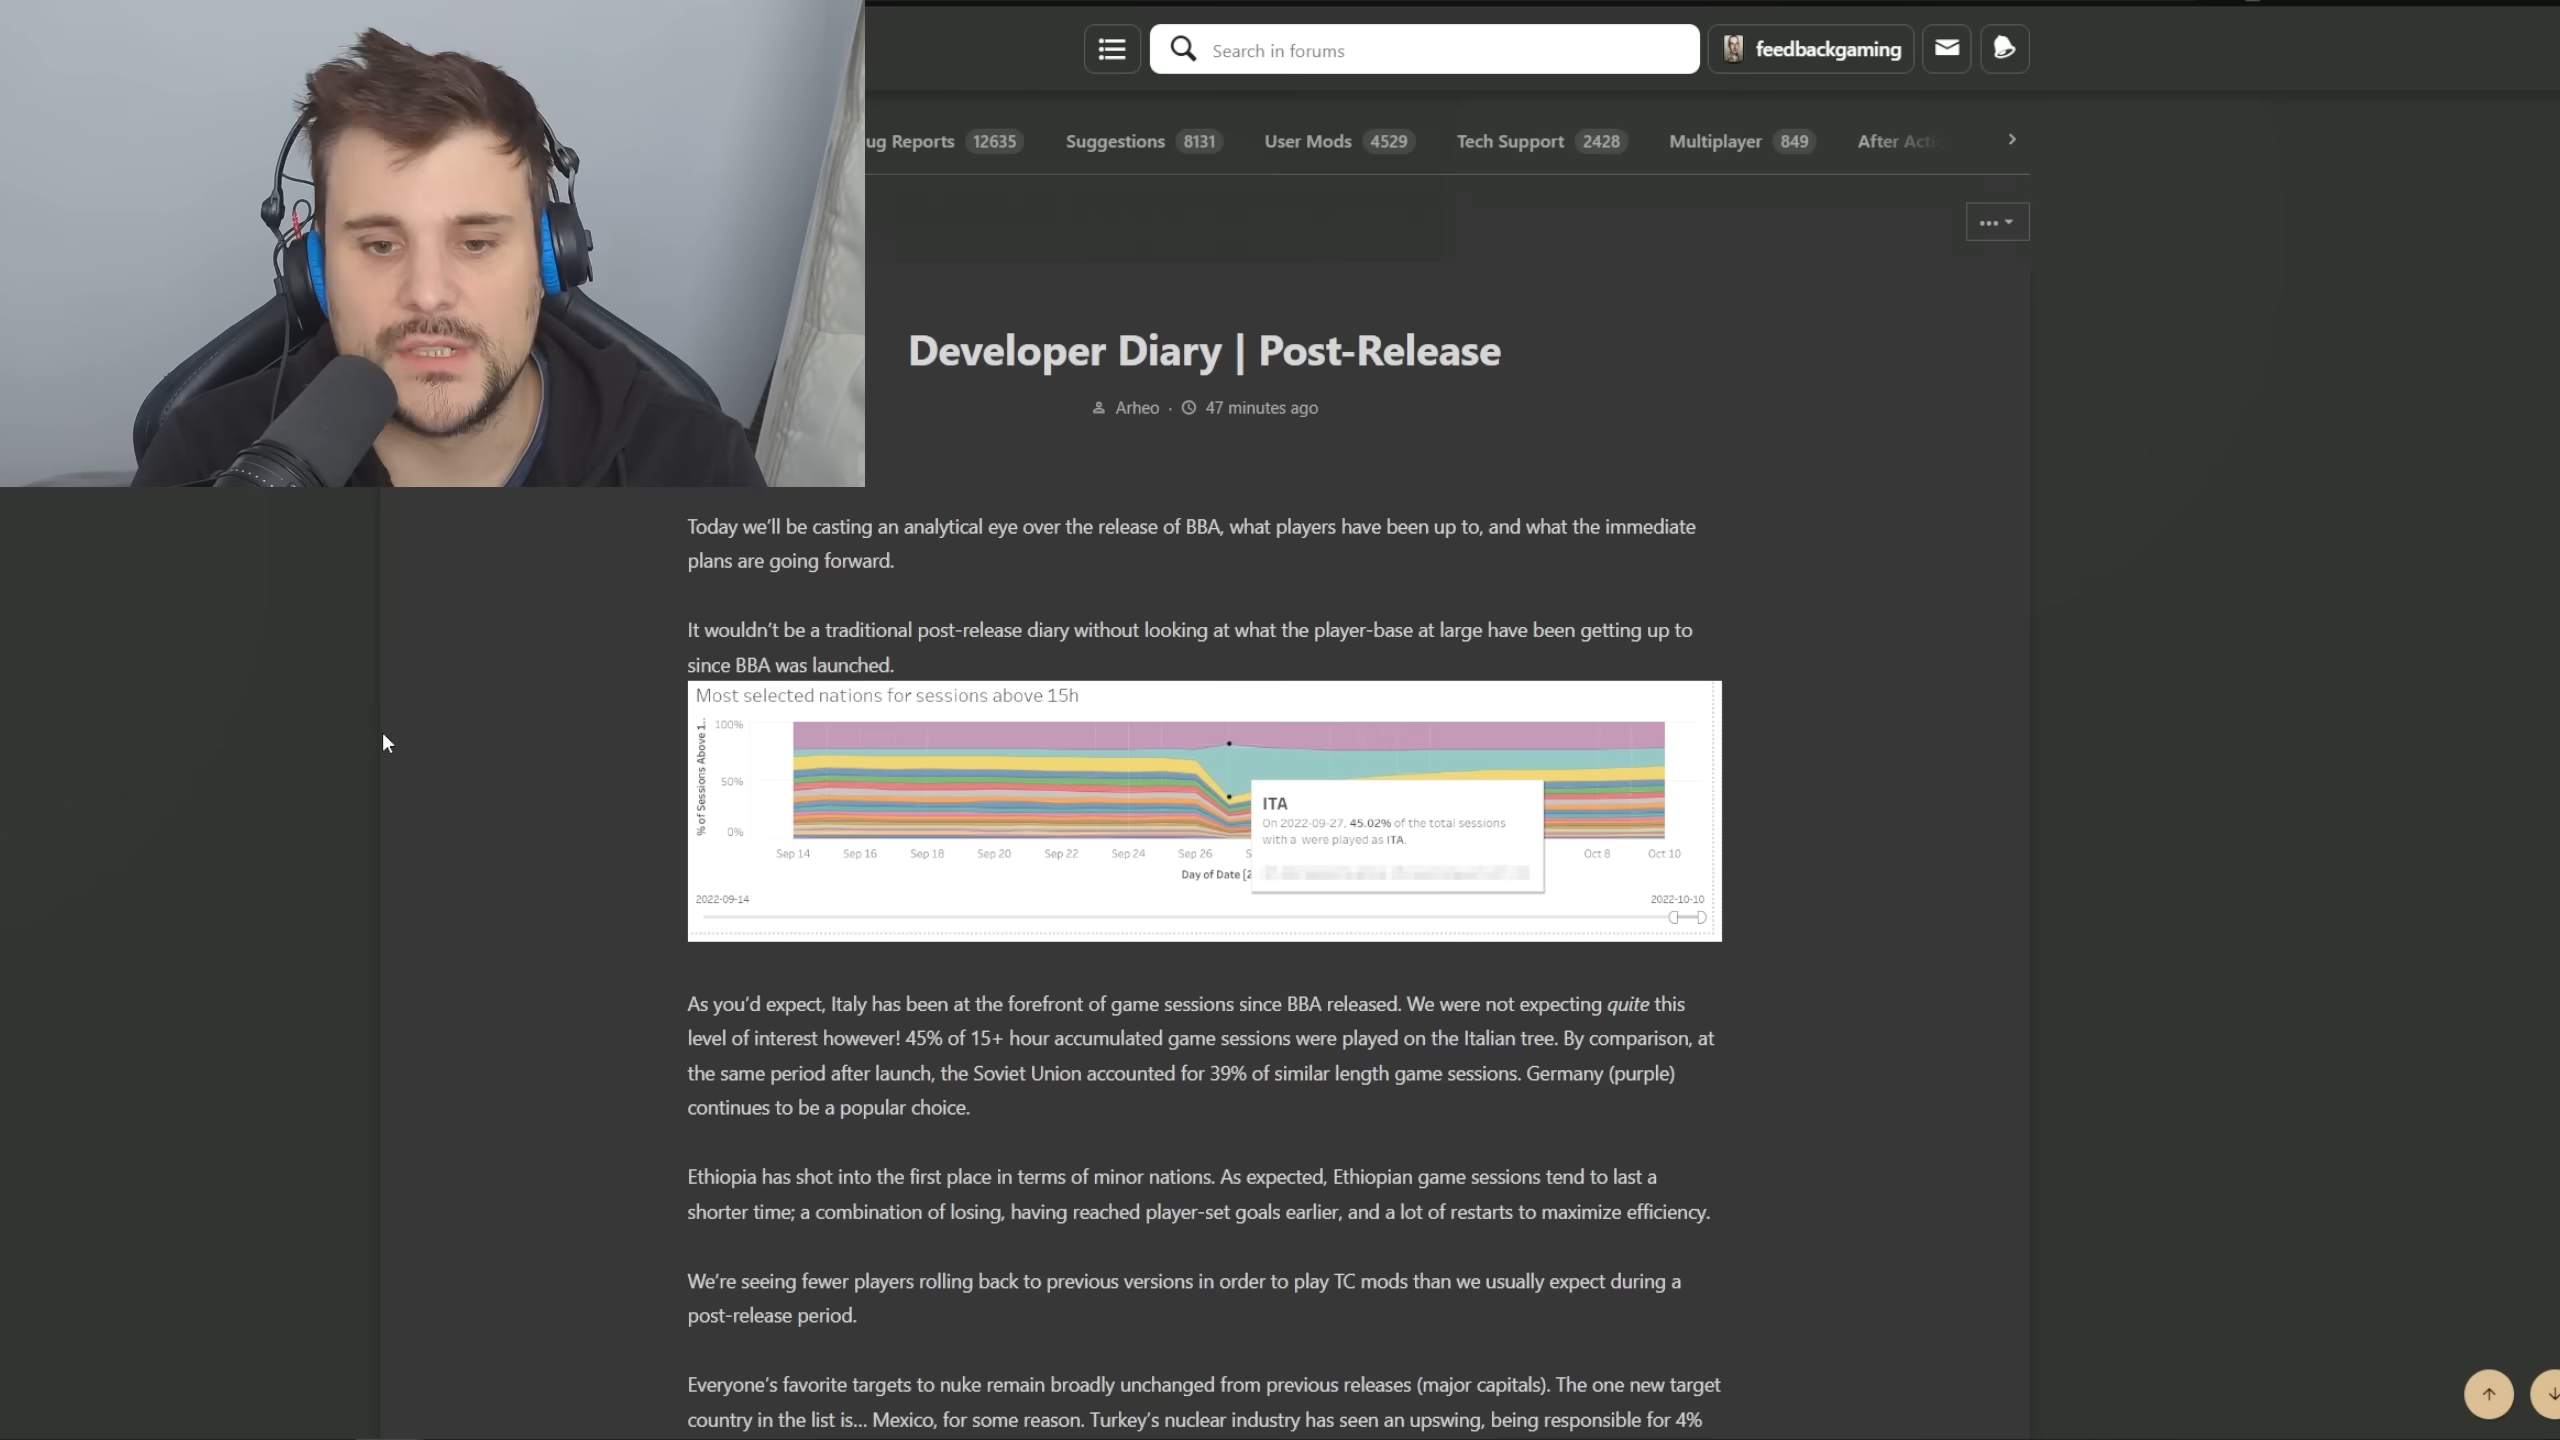 Search in forums
feedbackgaming
ug Reports 12635 Suggestions 8131 User Mods 4529 Tech Support 2428 Multiplayer 849 After Acti
Developer Diary | Post-Release
Arheo · 47 minutes ago
Today we'll be casting an analytical eye over the release of BBA, what players have been up to, and what the immediate
plans are going forward.
It wouldn't be a traditional post-release diary without looking at what the player-base at large have been getting up to
since BBA was launched.
Most selected nations for sessions above 15h
% of Sessions Above 1..
100%
50%
0%
ITA
On 2022-09-27, 45.02% of the total sessions
with a were played as ITA.
Sep 14 Sep 16 Sep 18 Sep 20 Sep 22 Sep 24 Sep 26 S Oct 8 Oct 10
Day of Date [2
2022-09-14 2022-10-10
As you'd expect, Italy has been at the forefront of game sessions since BBA released. We were not expecting quite this
level of interest however! 45% of 15+ hour accumulated game sessions were played on the Italian tree. By comparison, at
the same period after launch, the Soviet Union accounted for 39% of similar length game sessions. Germany (purple)
continues to be a popular choice.
Ethiopia has shot into the first place in terms of minor nations. As expected, Ethiopian game sessions tend to last a
shorter time; a combination of losing, having reached player-set goals earlier, and a lot of restarts to maximize efficiency.
We're seeing fewer players rolling back to previous versions in order to play TC mods than we usually expect during a
post-release period.
Everyone's favorite targets to nuke remain broadly unchanged from previous releases (major capitals). The one new target
country in the list is... Mexico, for some reason. Turkey's nuclear industry has seen an upswing, being responsible for 4%